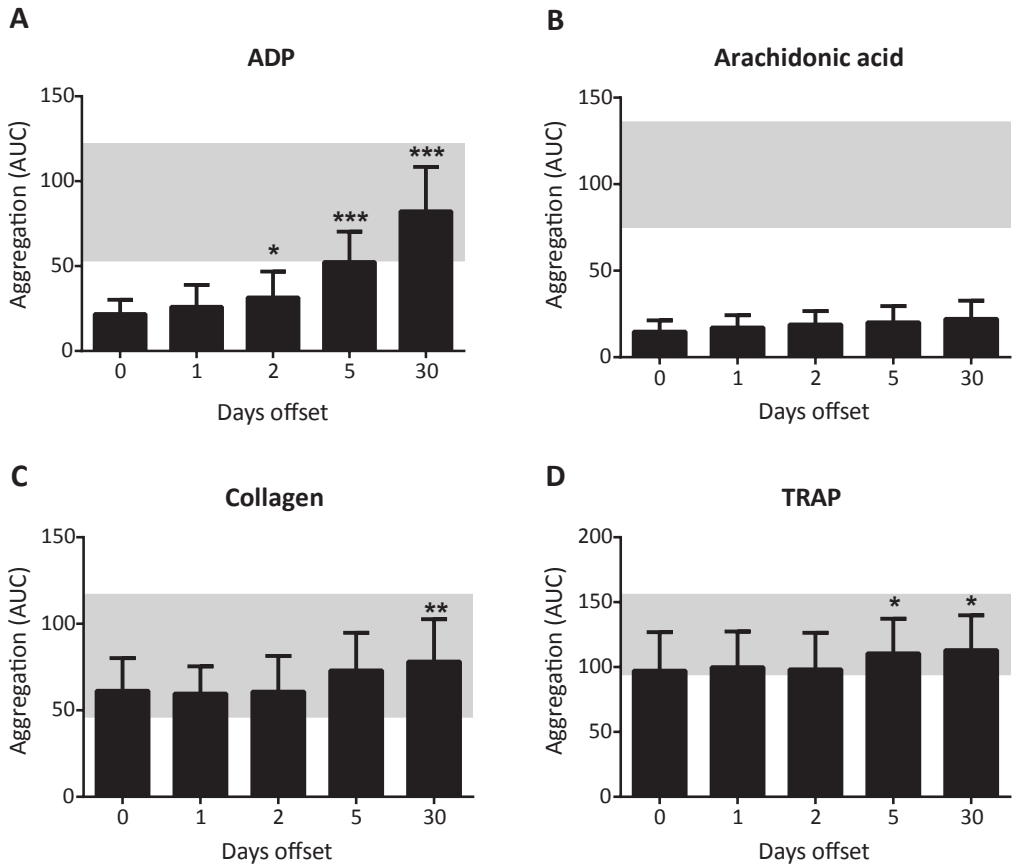 A
ADP
Aggregation (AUC)
150
100
50
0
*
***
***
0 1 2 5 30
Days offset
B
Arachidonic acid
Aggregation (AUC)
150
100
50
0
0 1 2 5 30
Days offset
C
Collagen
Aggregation (AUC)
150
100
50
0
**
0 1 2 5 30
Days offset
D
TRAP
Aggregation (AUC)
200
150
100
50
0
* *
0 1 2 5 30
Days offset